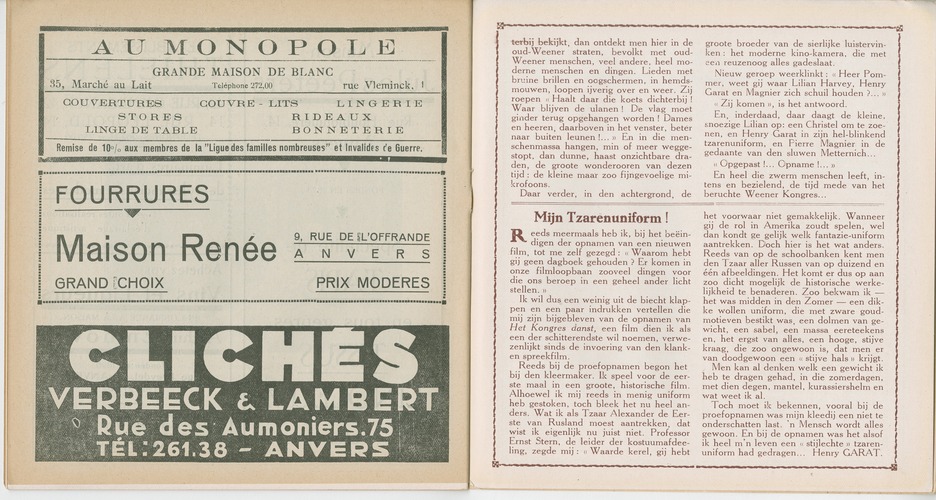 AU MONOPOLE
GRANDE MAISON DE BLANC
35, Marché au Lait Téléphone 272,00 rue Vleminck, 1
COUVERTURES COUVRE-LITS LINGERIE
STORES RIDEAUX
LINGE DE TABLE BONNETERIE
Remise de 10% aux membres de la "Ligue des familles nombreuses" et Invalides de Guerre.
FOURRURES
Maison Renée
9, RUE DE L'OFFRANDE
ANVERS
GRAND CHOIX PRIX MODERES
CLICHÉS
VERBEECK & LAMBERT
Rue des Aumoniers.75
TÉL:261.38 - ANVERS
terbij bekijkt, dan ontdekt men hier in de
oud-Weener straten, bevolkt met oud-
Weener menschen, veel andere, heel mo-
derne menschen en dingen. Lieden met
bruine brillen en oogschermen, in hemds-
mouwen, loopen ijverig over en weer. Zij
roepen « Haalt daar die koets dichterbij !
Waar blijven de ulanen! De vlag moet
ginder terug opgehangen worden ! Dames
en heeren, daarboven in het venster, beter
naar buiten leunen !... » En in die men-
schenmassa hangen, min of meer wegge-
stopt, dan dunne, haast onzichtbare dra-
den, de groote wonderooren van dezen
tijd : de kleine maar zoo fijngevoelige mi-
krofoons.
Daar verder, in den achtergrond, de
groote broeder van de sierlijke luistervin-
ken : het moderne kino-kamera, die met
een reuzenoog alles gadeslaat.
Nieuw geroep weerklinkt : « Heer Pom-
mer, weet gij waar Lilian Harvey, Henry
Garat en Magnier zich schuil houden ?... »
« Zij komen », is het antwoord.
En, inderdaad, daar daagt de kleine,
snoezige Lilian op: een Christel om te zoe-
nen, en Henry Garat in zijn hel-blinkend
tzarenuniform, en Pierre Magnier in de
gedaante van den sluwen Metternich...
« Opgepast !... Opname !... »
En heel die zwerm menschen leeft, in-
tens en bezielend, de tijd mede van het
beruchte Weener Kongres...
Mijn Tzarenuniform !
Reeds meermaals heb ik, bij het beëin-
digen der opnamen van een nieuwen
film, tot me zelf gezegd : « Waarom hebt
gij geen dagboek gehouden ? Er komen in
onze filmloopbaan zooveel dingen voor
die ons beroep in een geheel ander licht
stellen. »
Ik wil dus een weinig uit de biecht klap-
pen en een paar indrukken vertellen die
mij zijn bijgebleven van de opnamen van
Het Kongres danst, een film dien ik als
een der schitterendste wil noemen, verwe-
zenlijkt sinds de invoering van den klank-
en spreekfilm.
Reeds bij de proefopnamen begon het
bij den kleermaker. Ik speel voor de eer-
ste maal in een groote, historische film.
Alhoewel ik mij reeds in menig uniform
heb gestoken, toch bleek het nu heel an-
ders. Wat ik als Tzaar Alexander de Eer-
ste van Rusland moest aantrekken, dat
wist ik eigenlijk nu juist niet. Professor
Ernst Stern, de leider der kostuumafdee-
ling, zegde mij : « Waarde kerel, gij hebt
het voorwaar niet gemakkelijk. Wanneer
gij de rol in Amerika zoudt spelen, wel
dan kondt ge gelijk welk fantazie-uniform
aantrekken. Doch hier is het wat anders.
Reeds van op de schoolbanken kent men
den Tzaar aller Russen van op duizend en
één afbeeldingen. Het komt er dus op aan
zoo dicht mogelijk de historische werke-
lijkheid te benaderen. Zoo bekwam ik —
het was midden in den Zomer — een dik-
ke wollen uniform, die met zware goud-
motieven bestikt was, een dolman van ge-
wicht, een sabel, een massa eereteekens
en, het ergst van alles, een hooge, stijve
kraag, die zoo ongewoon is, dat men er
van doodgewoon een « stijve hals » krijgt.
Men kan al denken welk een gewicht ik
heb te dragen gehad, in die zomerdagen,
met dien degen, mantel, kurassiershelm en
wat weet ik al.
Toch moet ik bekennen, vooral bij de
proefopnamen was mijn kleedij een niet te
onderschatten last. 'n Mensch wordt alles
gewoon. En bij de opnamen was het alsof
ik heel m'n leven een « stijlechte » tzaren-
uniform had gedragen... Henry GARAT.